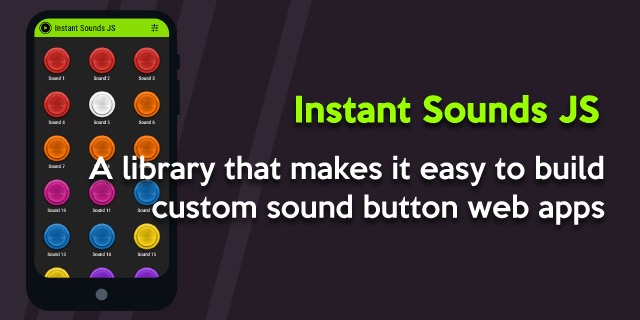 Instant Sounds JS
Sound 1 Sound 2 Sound 3
Sound 4 Sound 5 Sound 6
Sound 7
Sound 10 Sound 11
Sound 13 Sound 14 Sound 15
Instant Sounds JS
A library that makes it easy to build
custom sound button web apps